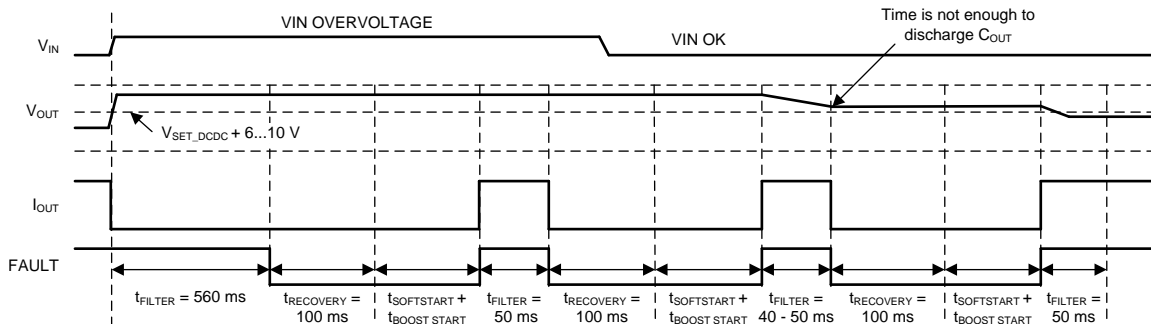 VIN OVERVOLTAGE
VIN OK
Time is not enough to
discharge COUT
VIN
VOUT
VSET_DCDC + 6...10 V
IOUT
FAULT
tFILTER = 560 ms
tRECOVERY =
100 ms
tSOFTSTART +
tBOOST START
tFILTER =
50 ms
tRECOVERY =
100 ms
tSOFTSTART +
tBOOST START
tFILTER =
40 - 50 ms
tRECOVERY =
100 ms
tSOFTSTART +
tBOOST START
tFILTER =
50 ms